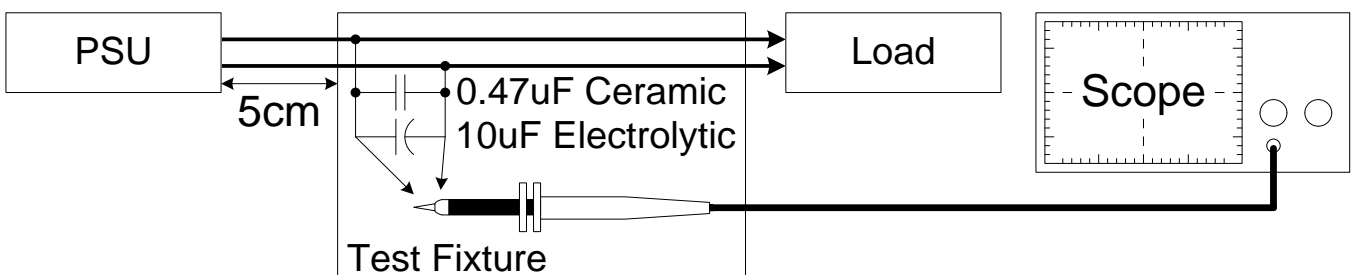 PSU
Load
Scope
5cm
0.47uF Ceramic
10uF Electrolytic
Test Fixture